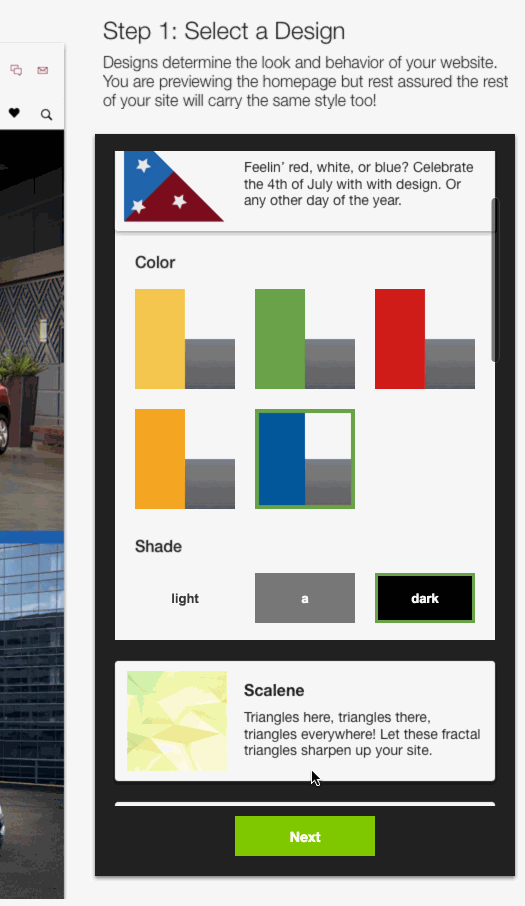 Step 1: Select a Design
Designs determine the look and behavior of your website.
You are previewing the homepage but rest assured the rest
of your site will carry the same style too!
Feelin' red, white, or blue? Celebrate
the 4th of July with with design. Or
any other day of the year.
Color
Shade
light
a
dark
Scalene
Triangles here, triangles there,
triangles everywhere! Let these fractal
triangles sharpen up your site.
Next